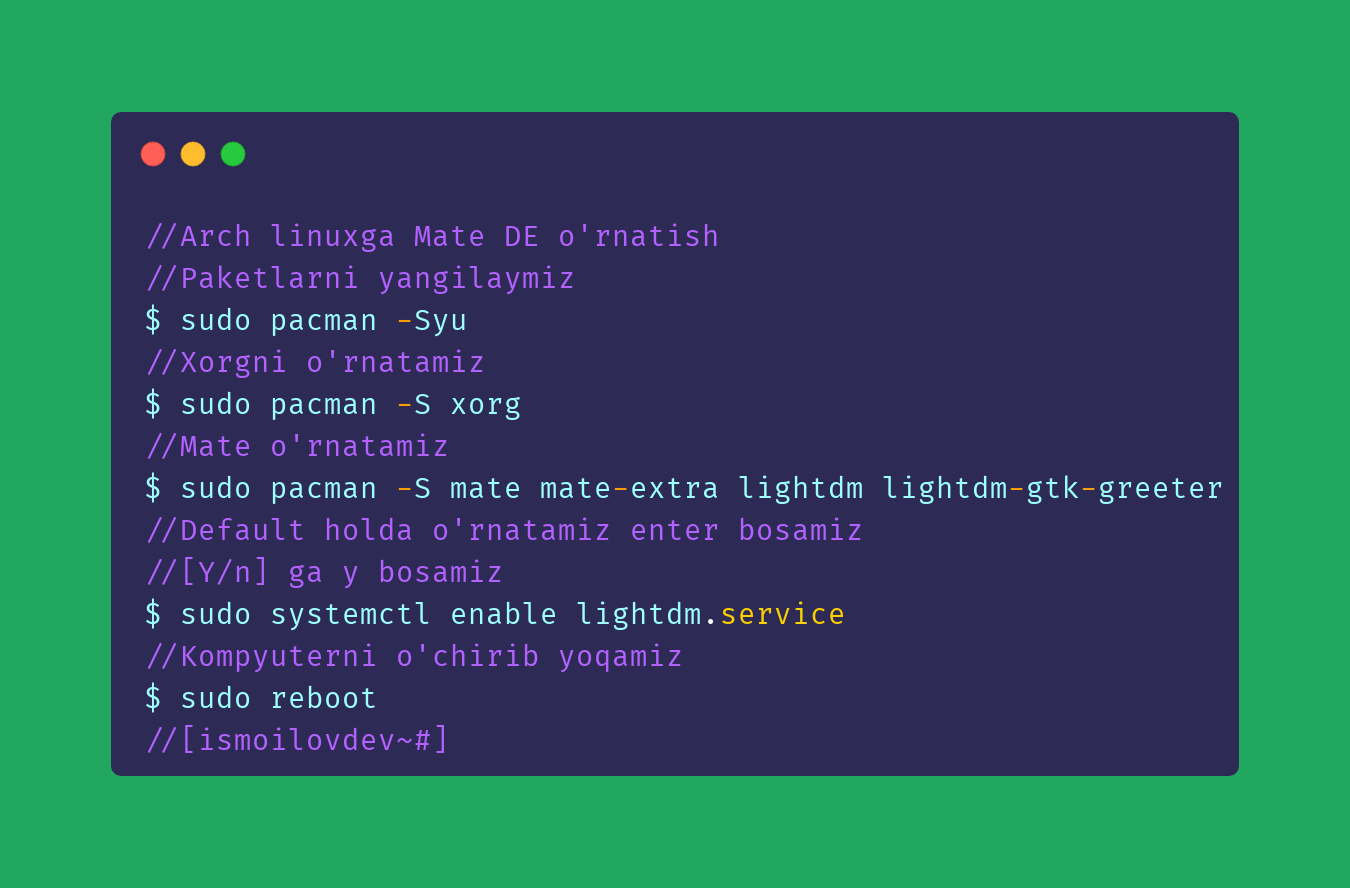 //Arch linuxga Mate DE o'rnatish
//Paketlarni yangilaymiz
$ sudo pacman -Syu
//Xorgni o'rnatamiz
$ sudo pacman -S xorg
//Mate o'rnatamiz
$ sudo pacman -S mate mate-extra lightdm lightdm-gtk-greeter
//Default holda o'rnatamiz enter bosamiz
//[Y/n] ga y bosamiz
$ sudo systemctl enable lightdm.service
//Kompyuterni o'chirib yoqamiz
$ sudo reboot
//[ismoilovdev~#]